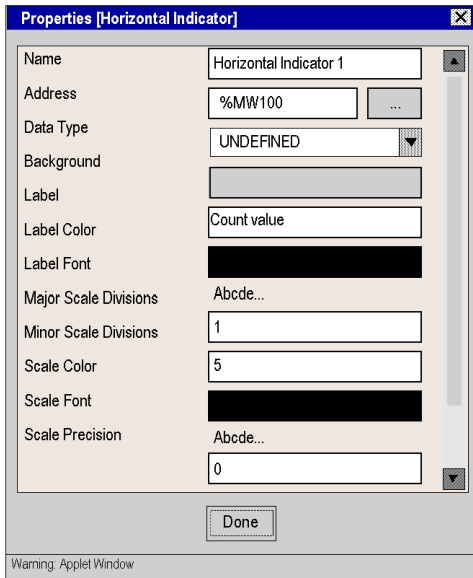 Properties [Horizontal Indicator]
Name
Horizontal Indicator 1
Address
%MW100
...
Data Type
UNDEFINED
Background
Label
Count value
Label Color
Label Font
Abcde...
Major Scale Divisions
1
Minor Scale Divisions
5
Scale Color
Scale Font
Abcde...
Scale Precision
0
Done
Warning: Applet Window